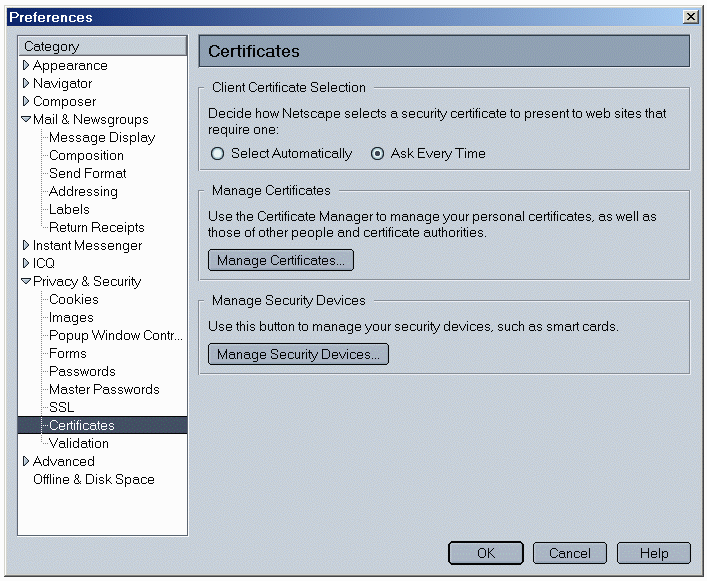 Preferences
Category
Appearance
Navigator
Composer
Mail & Newsgroups
Message Display
Composition
Send Format
Addressing
Labels
Return Receipts
Instant Messenger
ICQ
Privacy & Security
Cookies
Images
Popup Window Contr...
Forms
Passwords
Master Passwords
SSL
Certificates
Validation
Advanced
Offline & Disk Space
Certificates
Client Certificate Selection
Decide how Netscape selects a security certificate to present to web sites that
require one:
Select Automatically Ask Every Time
Manage Certificates
Use the Certificate Manager to manage your personal certificates, as well as
those of other people and certificate authorities.
Manage Certificates...
Manage Security Devices
Use this button to manage your security devices, such as smart cards.
Manage Security Devices...
OK Cancel Help